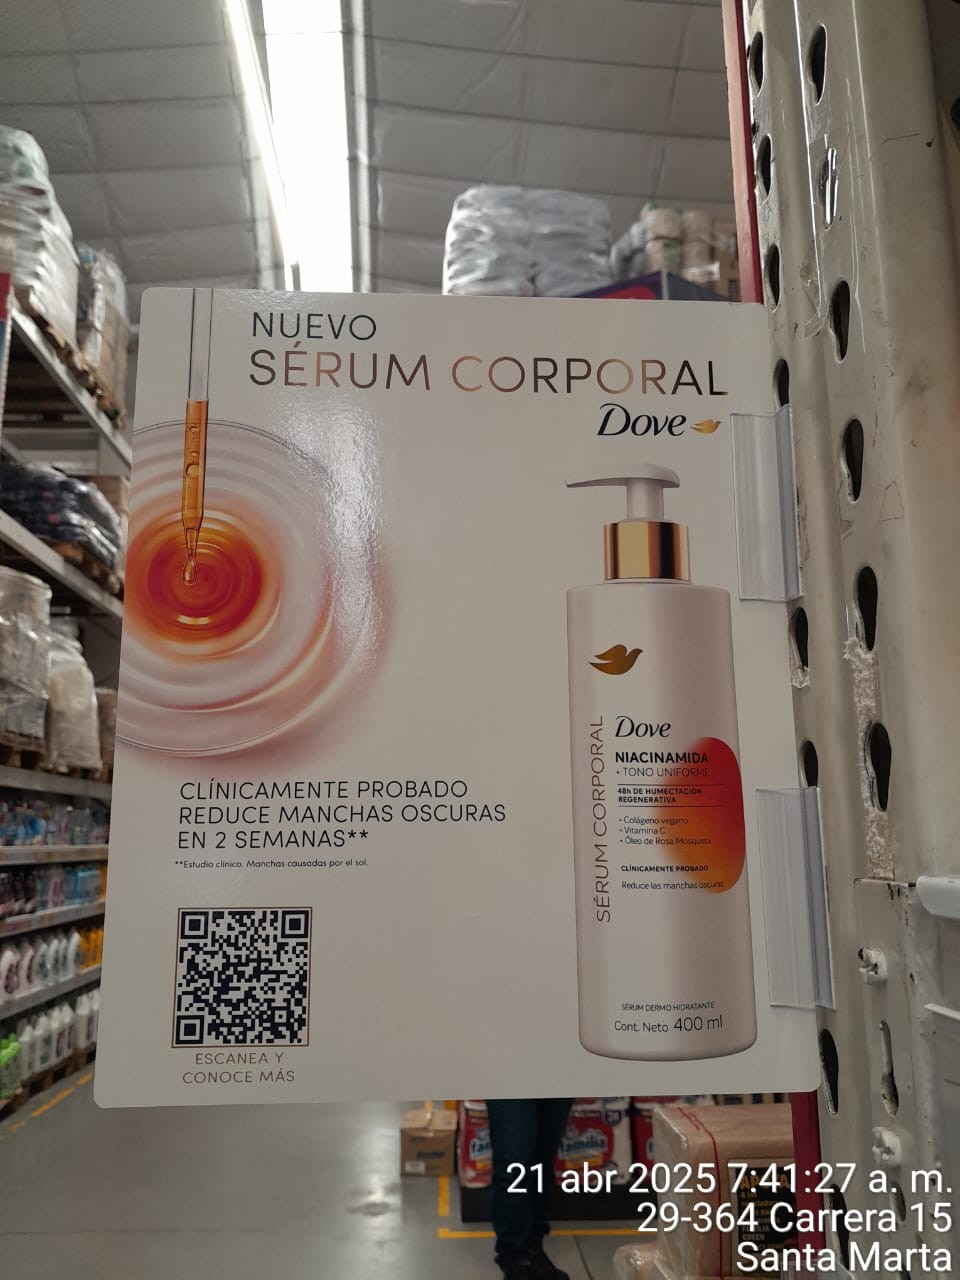 NUEVO
SÉRUM CORPORAL
Dove
SÉRUM CORPORAL
Dove
NIACINAMIDA
+ TONO UNIFORME
48h DE HUMECTACIÓN
REGENERATIVA
• Colágeno vegano
• Vitamina C
• Óleo de Rosa Mosqueta
CLÍNICAMENTE PROBADO
Reduce las manchas oscuras
SÉRUM DERMO HIDRATANTE
Cont. Neto 400 ml
CLÍNICAMENTE PROBADO
REDUCE MANCHAS OSCURAS
EN 2 SEMANAS**
**Estudio clínico. Manchas causadas por el sol.
ESCANEA Y
CONOCE MÁS
familia
21 abr 2025 7:41:27 a. m.
29-364 Carrera 15
Santa Marta